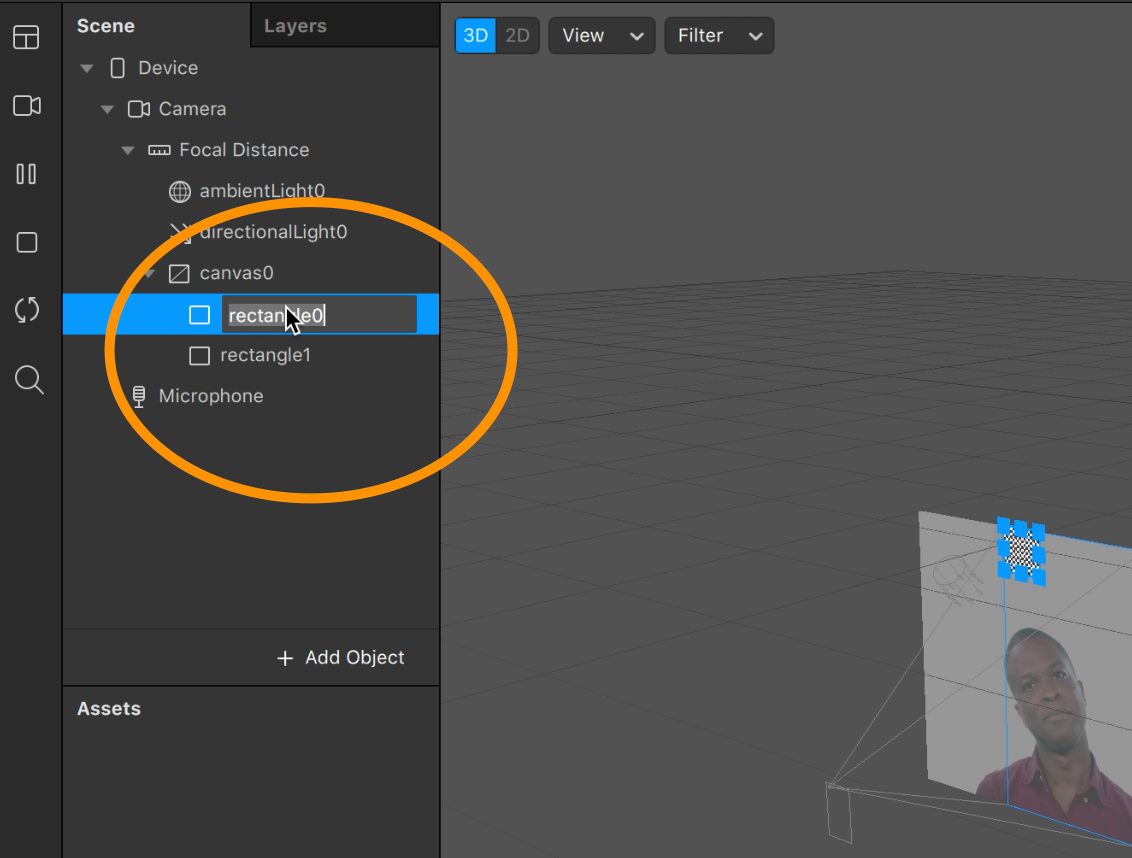 Scene Layers
3D 2D View Filter
Device
Camera
Focal Distance
ambientLight0
directionalLight0
canvas0
rectangle0
rectangle1
Microphone
+ Add Object
Assets